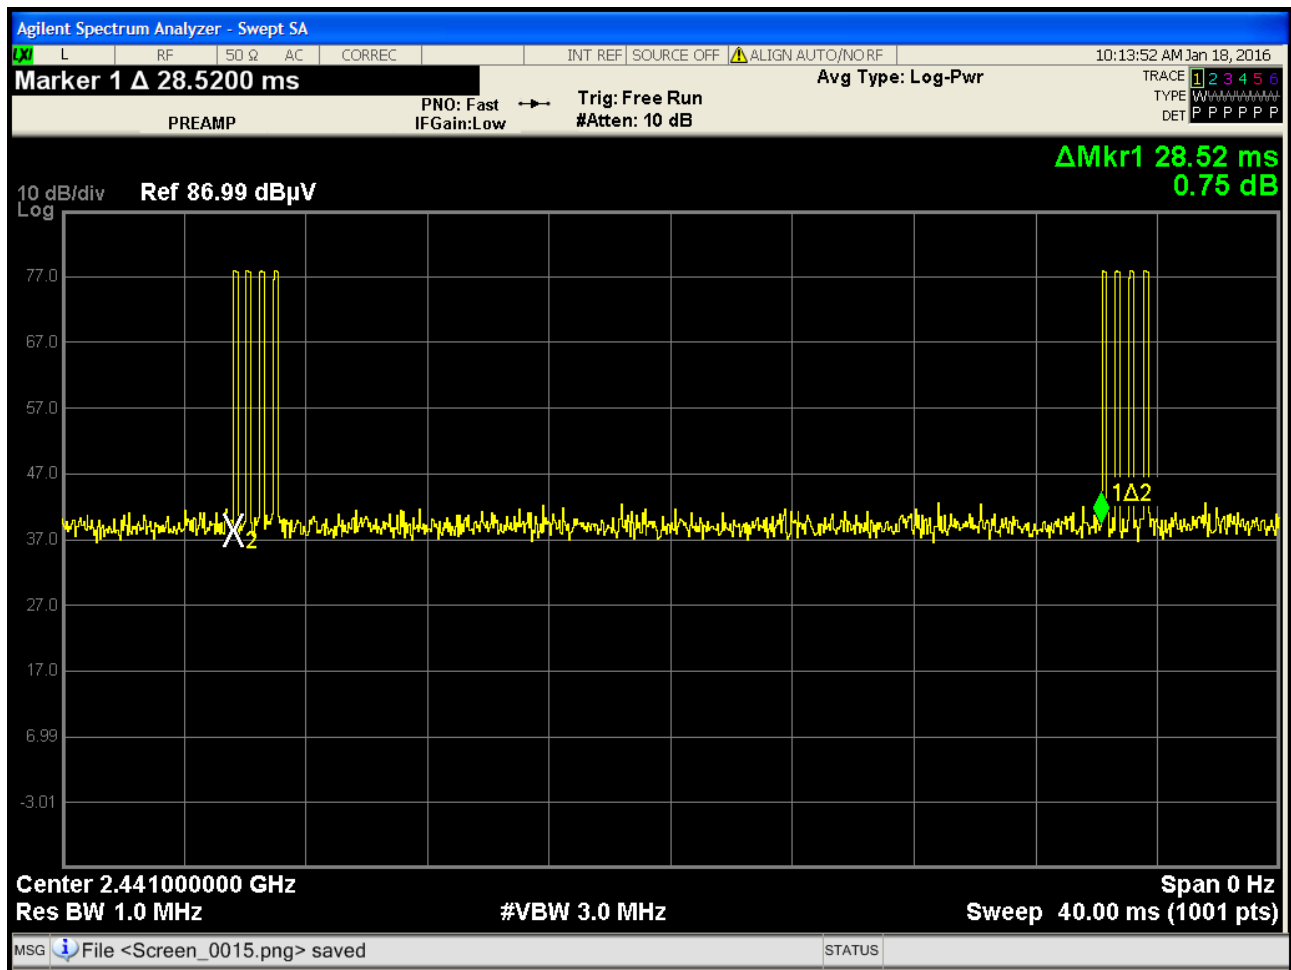 Agilent Spectrum Analyzer - Swept SA
LXI L RF 50 Ω AC CORREC INT REF SOURCE OFF ALIGN AUTO/NO RF 10:13:52 AM Jan 18, 2016
Marker 1 Δ 28.5200 ms Avg Type: Log-Pwr TRACE 1 2 3 4 5 6
PNO: Fast Trig: Free Run TYPE W
PREAMP IFGain:Low #Atten: 10 dB DET P P P P P P
ΔMkr1 28.52 ms
0.75 dB
10 dB/div Ref 86.99 dBµV
Log
77.0
67.0
57.0
47.0
1Δ2
37.0
X2
27.0
17.0
6.99
-3.01
Center 2.441000000 GHz Span 0 Hz
Res BW 1.0 MHz #VBW 3.0 MHz Sweep 40.00 ms (1001 pts)
MSG File <Screen_0015.png> saved STATUS